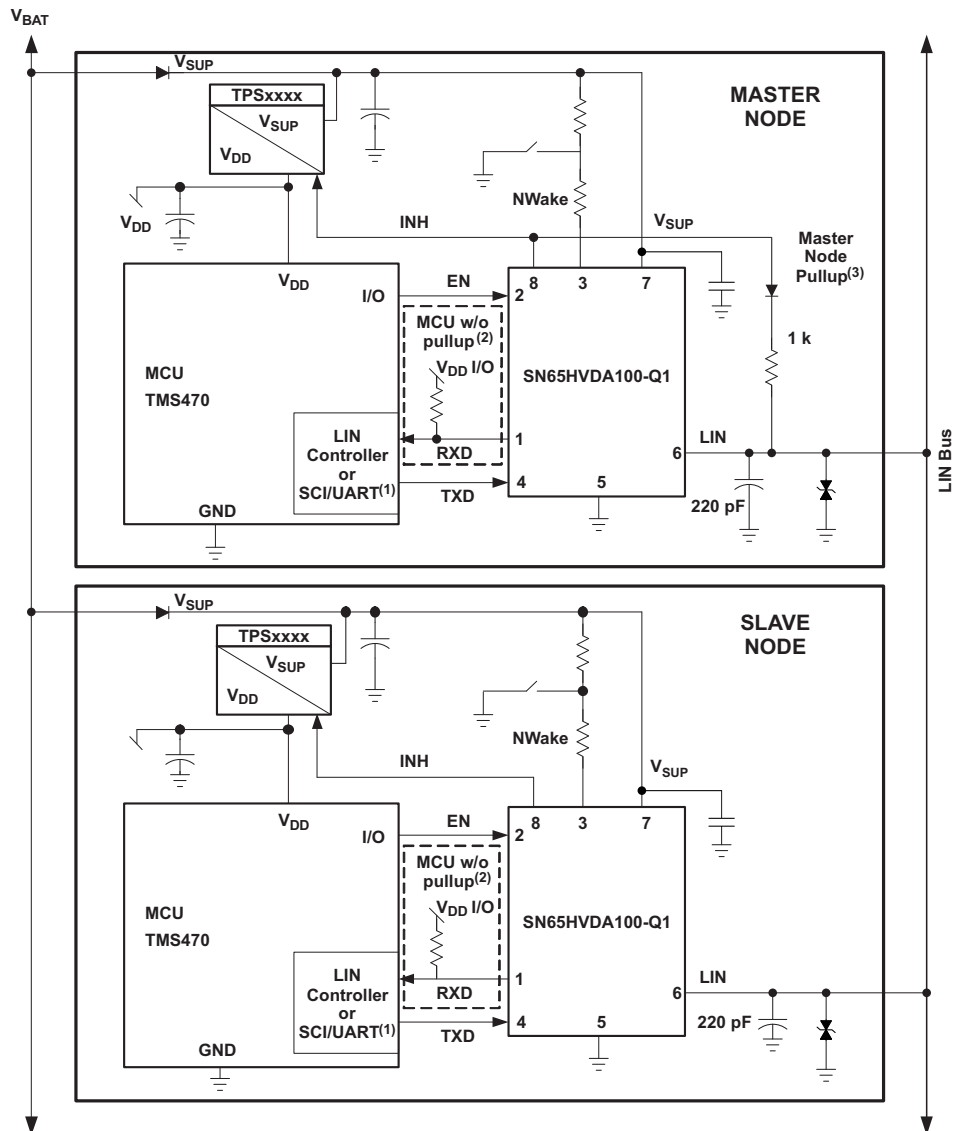 VBAT
VSUP
TPSxxxx
VSUP
VDD
MASTER
NODE
VDD
NWake
INH
VSUP
Master
Node
Pullup(3)
VDD
I/O
EN
2
8
3
7
MCU w/o
pullup(2)
VDD I/O
1 k
MCU
TMS470
SN65HVDA100-Q1
LIN
Controller
or
SCI/UART(1)
1
RXD
4
TXD
5
6
LIN
220 pF
GND
LIN Bus
VSUP
TPSxxxx
VSUP
VDD
SLAVE
NODE
NWake
INH
VSUP
VDD
I/O
EN
2
8
3
7
MCU w/o
pullup(2)
VDD I/O
MCU
TMS470
SN65HVDA100-Q1
LIN
Controller
or
SCI/UART(1)
1
RXD
4
TXD
5
6
LIN
220 pF
GND